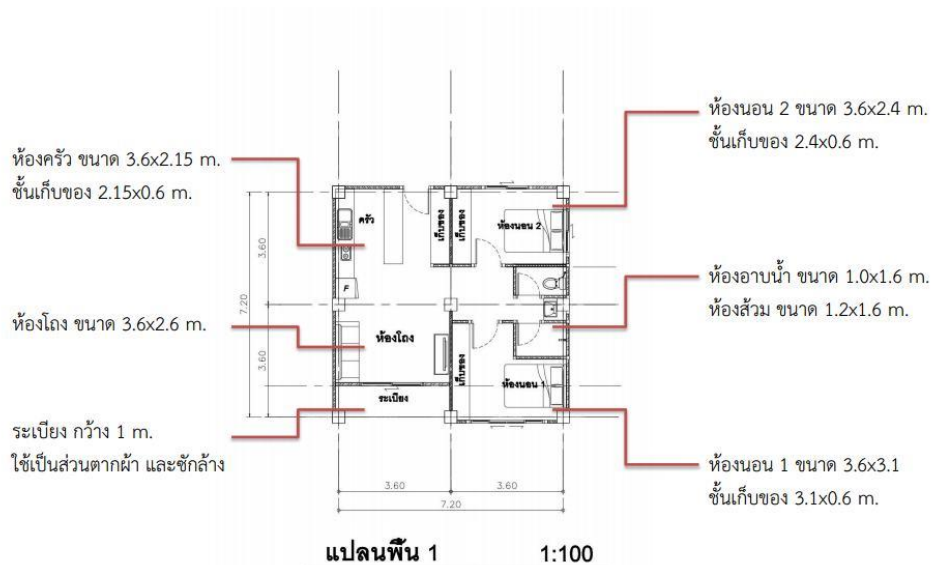 ห้องครัว ขนาด 3.6x2.15 m.
ชั้นเก็บของ 2.15x0.6 m.
ห้องโถง ขนาด 3.6x2.6 m.
ระเบียง กว้าง 1 m.
ใช้เป็นส่วนตากผ้า และซักล้าง
ห้องนอน 2 ขนาด 3.6x2.4 m.
ชั้นเก็บของ 2.4x0.6 m.
ห้องอาบน้ำ ขนาด 1.0x1.6 m.
ห้องส้วม ขนาด 1.2x1.6 m.
ห้องนอน 1 ขนาด 3.6x3.1
ชั้นเก็บของ 3.1x0.6 m.
ครัว
เก็บของ
เก็บของ
ห้องนอน 2
F
ห้องโถง
เก็บของ
ห้องนอน 1
ระเบียง
3.60
7.20
3.60
3.60
3.60
7.20
แปลนพื้น 1
1:100